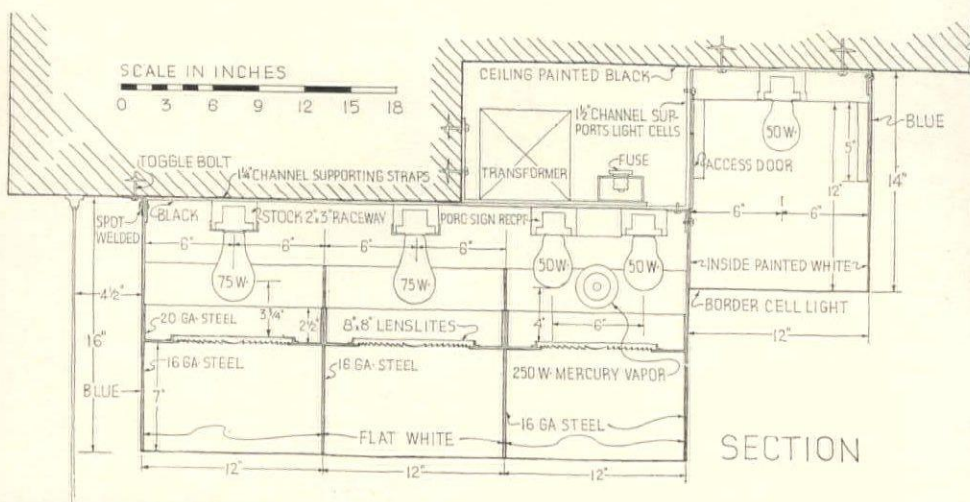 SCALE IN INCHES
0 3 6 9 12 15 18
CEILING PAINTED BLACK
1½" CHANNEL SUP-
PORTS LIGHT CELLS
50 W.
BLUE
TOGGLE BOLT
FUSE
ACCESS DOOR
5"
14"
TRANSFORMER
12"
1¼" CHANNEL SUPPORTING STRAPS
SPOT
WELDED
BLACK
STOCK 2"x3" RACEWAY
PORC SIGN RECPT
6"
6"
6"
6"
6"
6"
75 W.
75 W.
50 W.
50 W.
INSIDE PAINTED WHITE
4½"
3¼"
BORDER CELL LIGHT
20 GA-STEEL
2½"
8"x8" LENSLITES
4"
6"
12"
16"
16 GA-STEEL
16 GA-STEEL
250 W. MERCURY VAPOR
BLUE
7"
16 GA STEEL
FLAT WHITE
SECTION
12"
12"
12"